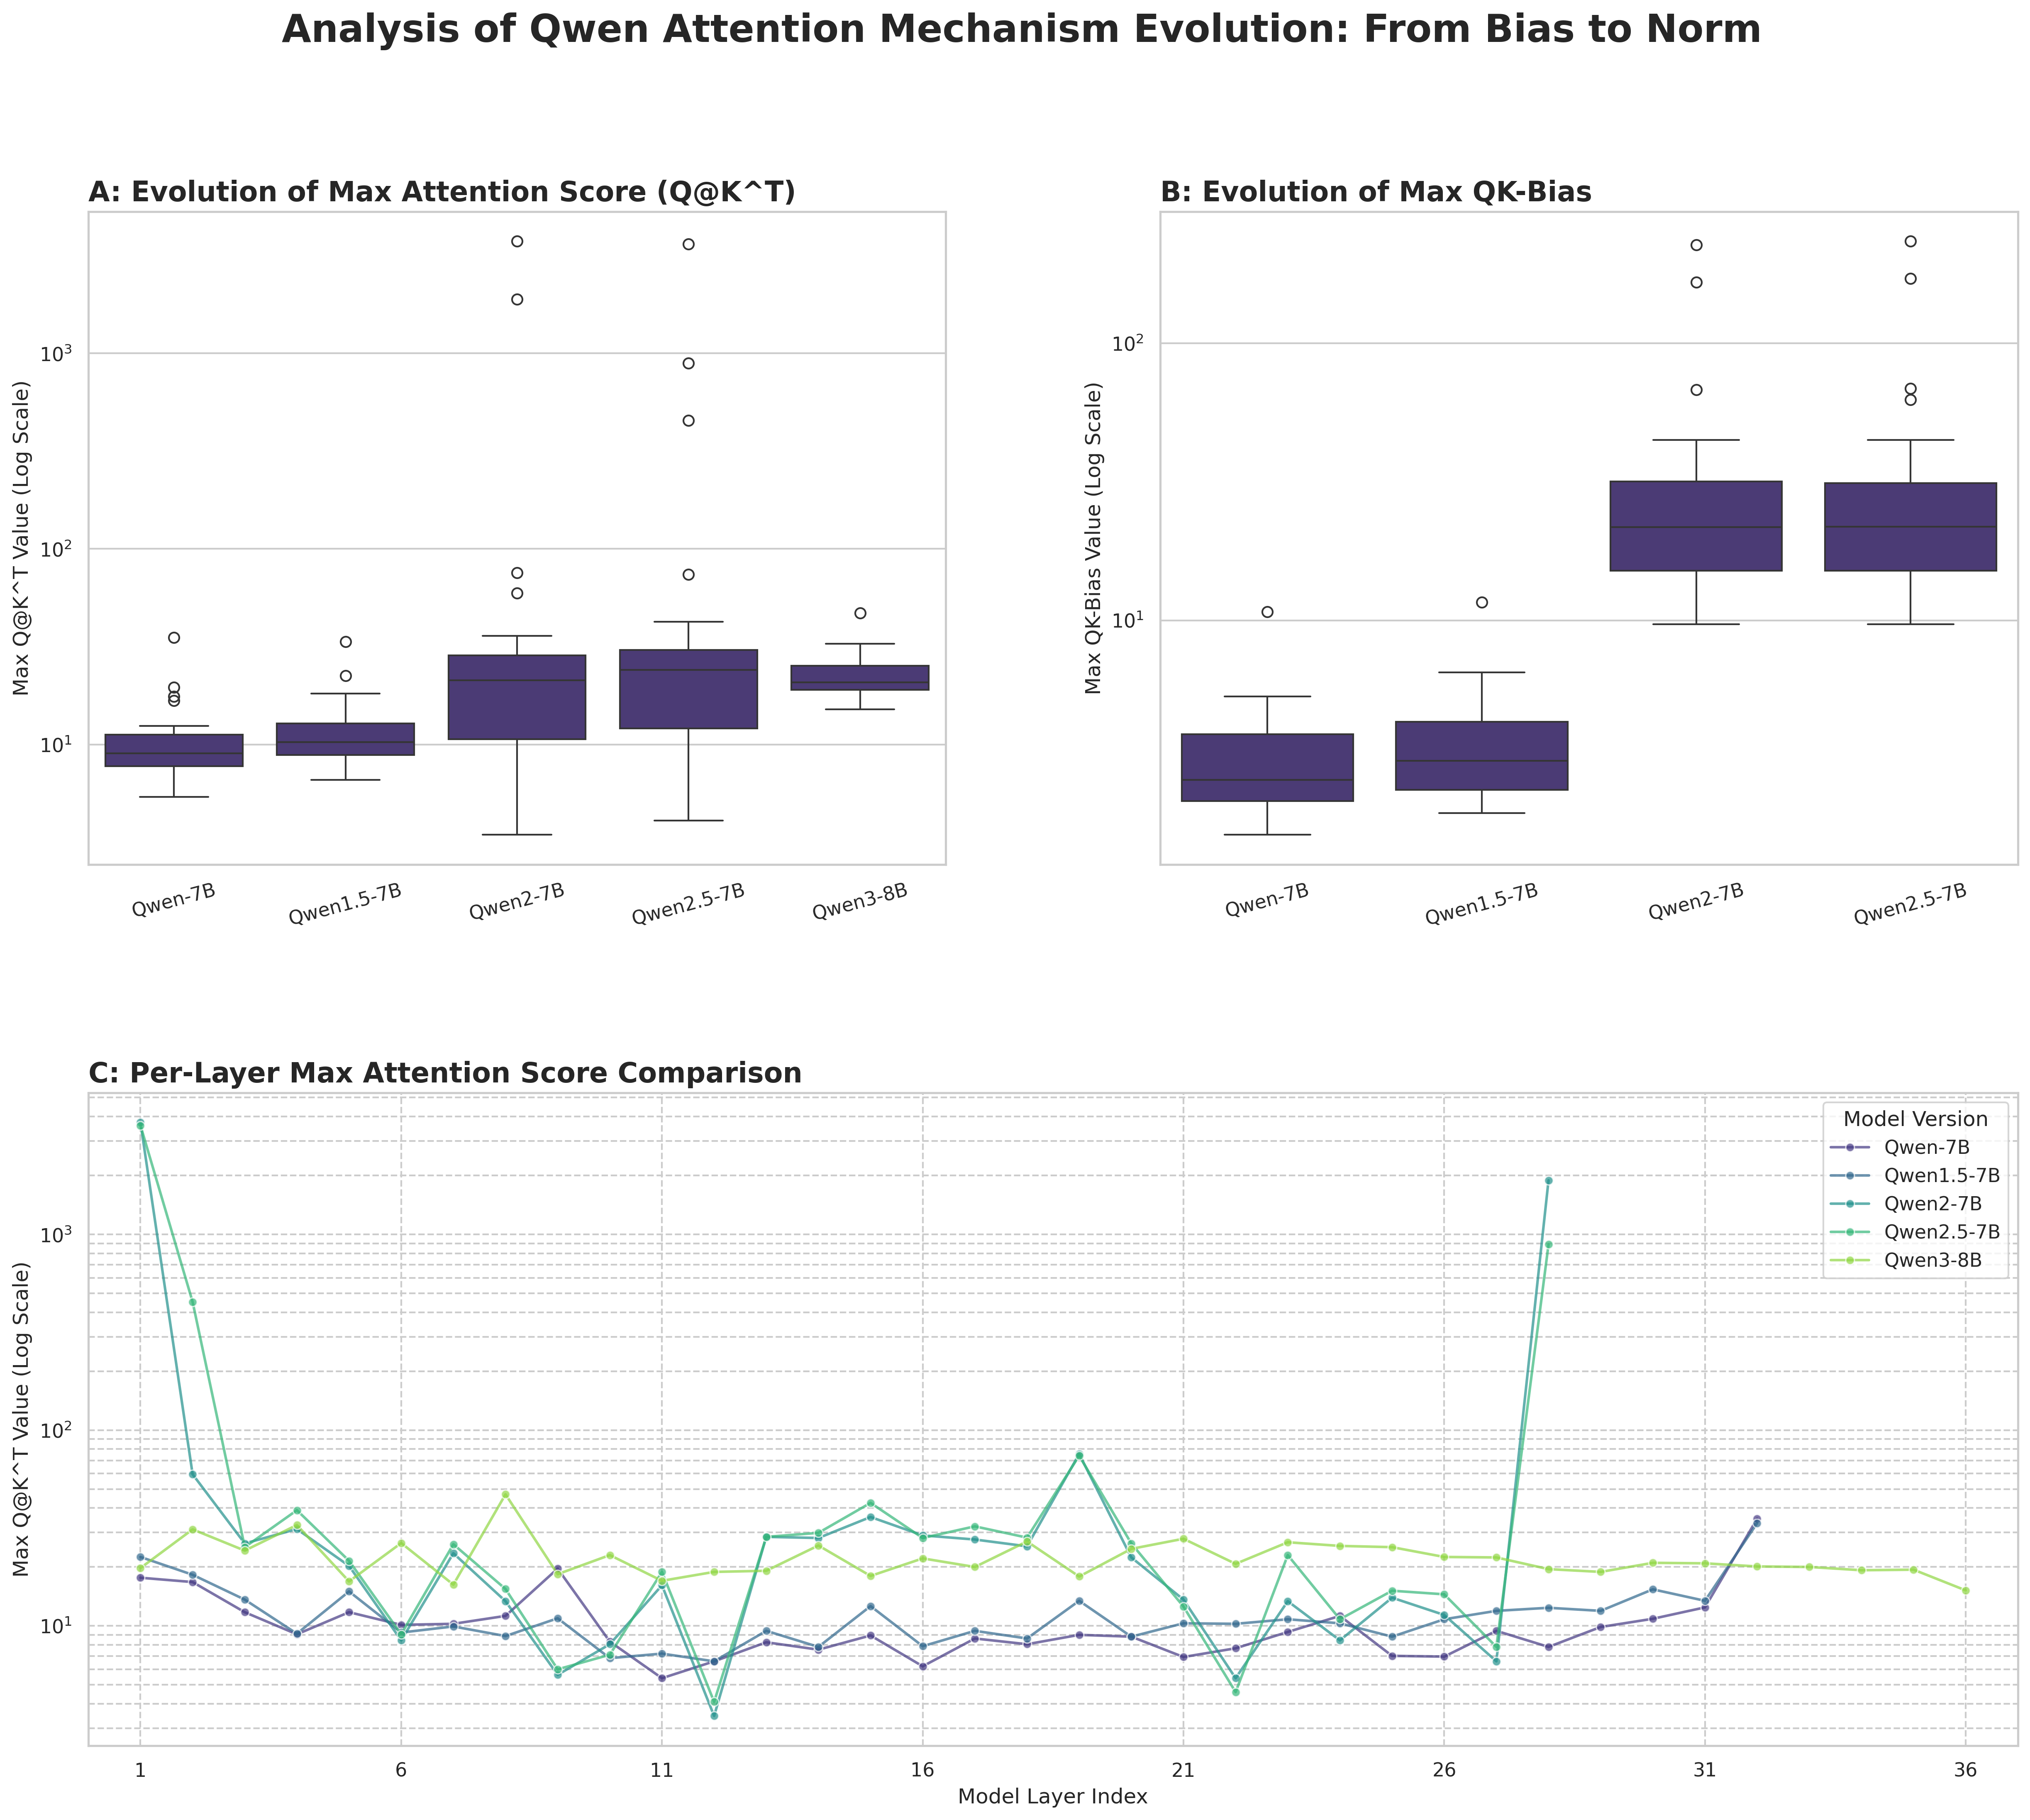 Analysis of Qwen Attention Mechanism Evolution: From Bias to Norm
A: Evolution of Max Attention Score (Q@K^T)
Max Q@K^T Value (Log Scale)
10³
10²
10¹
Qwen-7B
Qwen1.5-7B
Qwen2-7B
Qwen2.5-7B
Qwen3-8B
B: Evolution of Max QK-Bias
Max QK-Bias Value (Log Scale)
10²
10¹
Qwen-7B
Qwen1.5-7B
Qwen2-7B
Qwen2.5-7B
C: Per-Layer Max Attention Score Comparison
Max Q@K^T Value (Log Scale)
10³
10²
10¹
Model Version
Qwen-7B
Qwen1.5-7B
Qwen2-7B
Qwen2.5-7B
Qwen3-8B
1 6 11 16 21 26 31 36
Model Layer Index